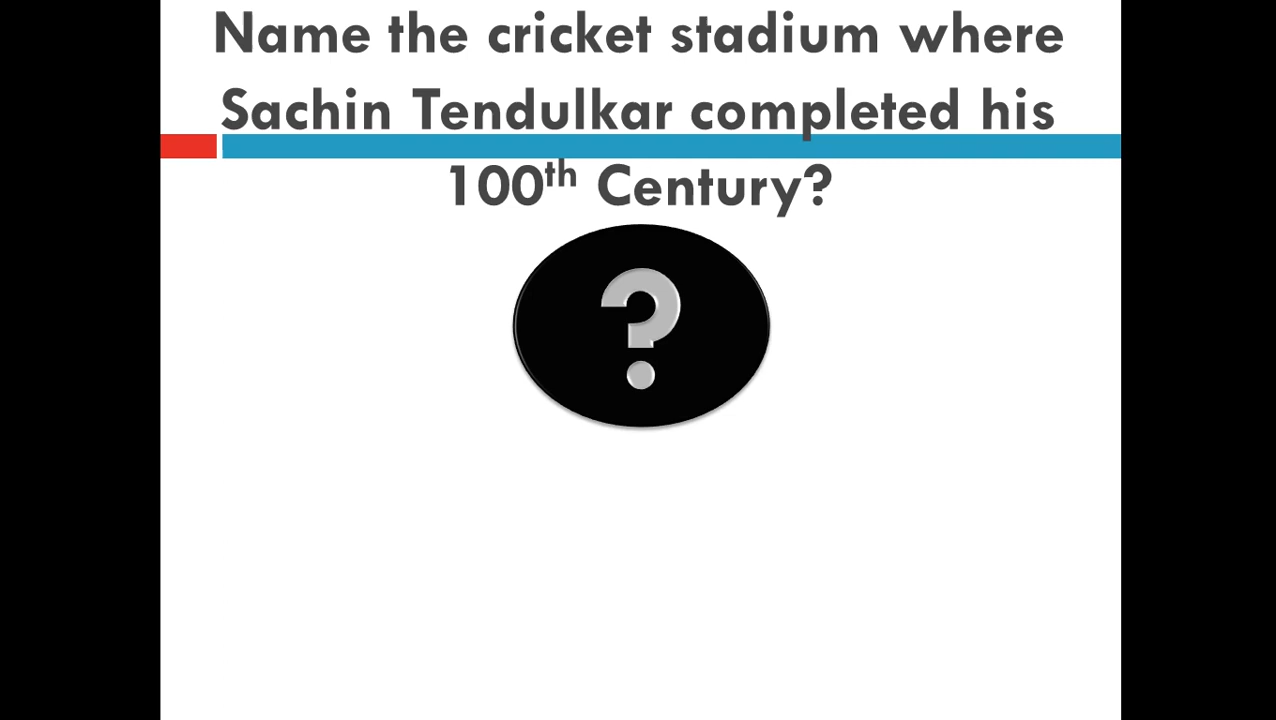 Name the cricket stadium where
Sachin Tendulkar completed his
100th Century?
?